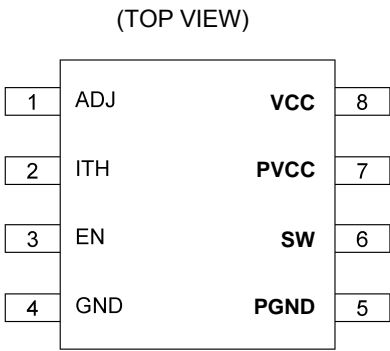 (TOP VIEW)
1 ADJ VCC 8
2 ITH PVCC 7
3 EN SW 6
4 GND PGND 5